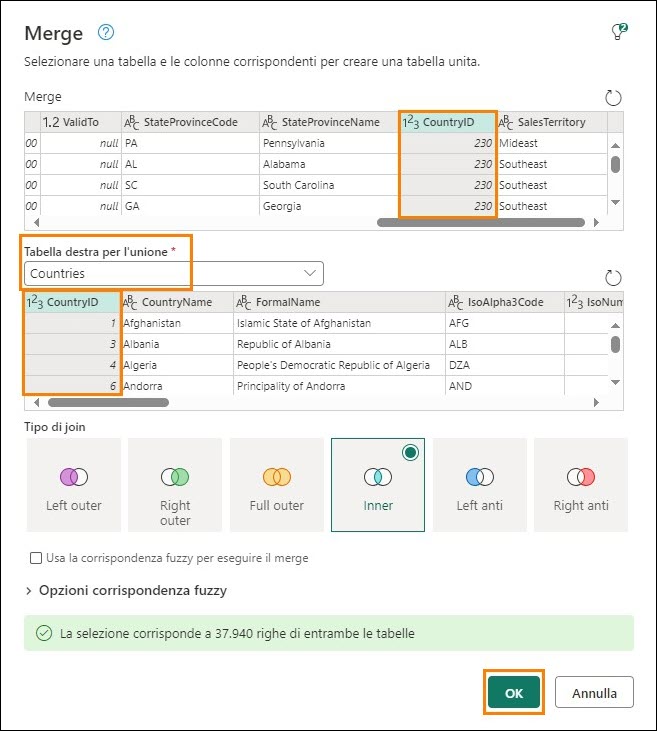 Merge
Selezionare una tabella e le colonne corrispondenti per creare una tabella unita.
Merge
1.2 ValidTo ABC StateProvinceCode ABC StateProvinceName 123 CountryID ABC SalesTerritory
00 null PA Pennsylvania 230 Mideast
00 null AL Alabama 230 Southeast
00 null SC South Carolina 230 Southeast
00 null GA Georgia 230 Southeast
Tabella destra per l'unione *
Countries
123 CountryID ABC CountryName ABC FormalName ABC IsoAlpha3Code 123 IsoNum
1 Afghanistan Islamic State of Afghanistan AFG
3 Albania Republic of Albania ALB
4 Algeria People's Democratic Republic of Algeria DZA
6 Andorra Principality of Andorra AND
Tipo di join
Left outer
Right outer
Full outer
Inner
Left anti
Right anti
Usa la corrispondenza fuzzy per eseguire il merge
Opzioni corrispondenza fuzzy
La selezione corrisponde a 37.940 righe di entrambe le tabelle
OK Annulla